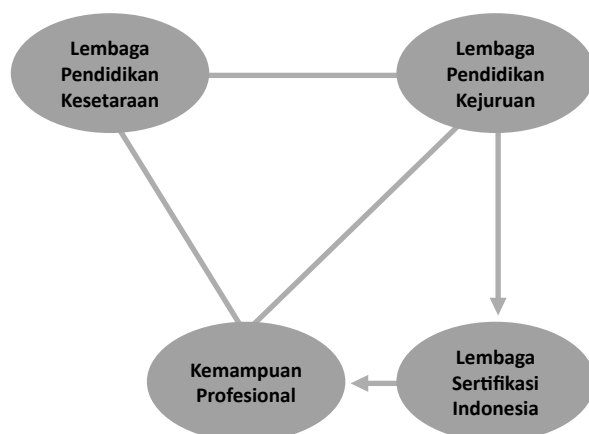 Lembaga
Pendidikan
Kesetaraan
Lembaga
Pendidikan
Kejuruan
Kemampuan
Profesional
Lembaga
Sertifikasi
Indonesia